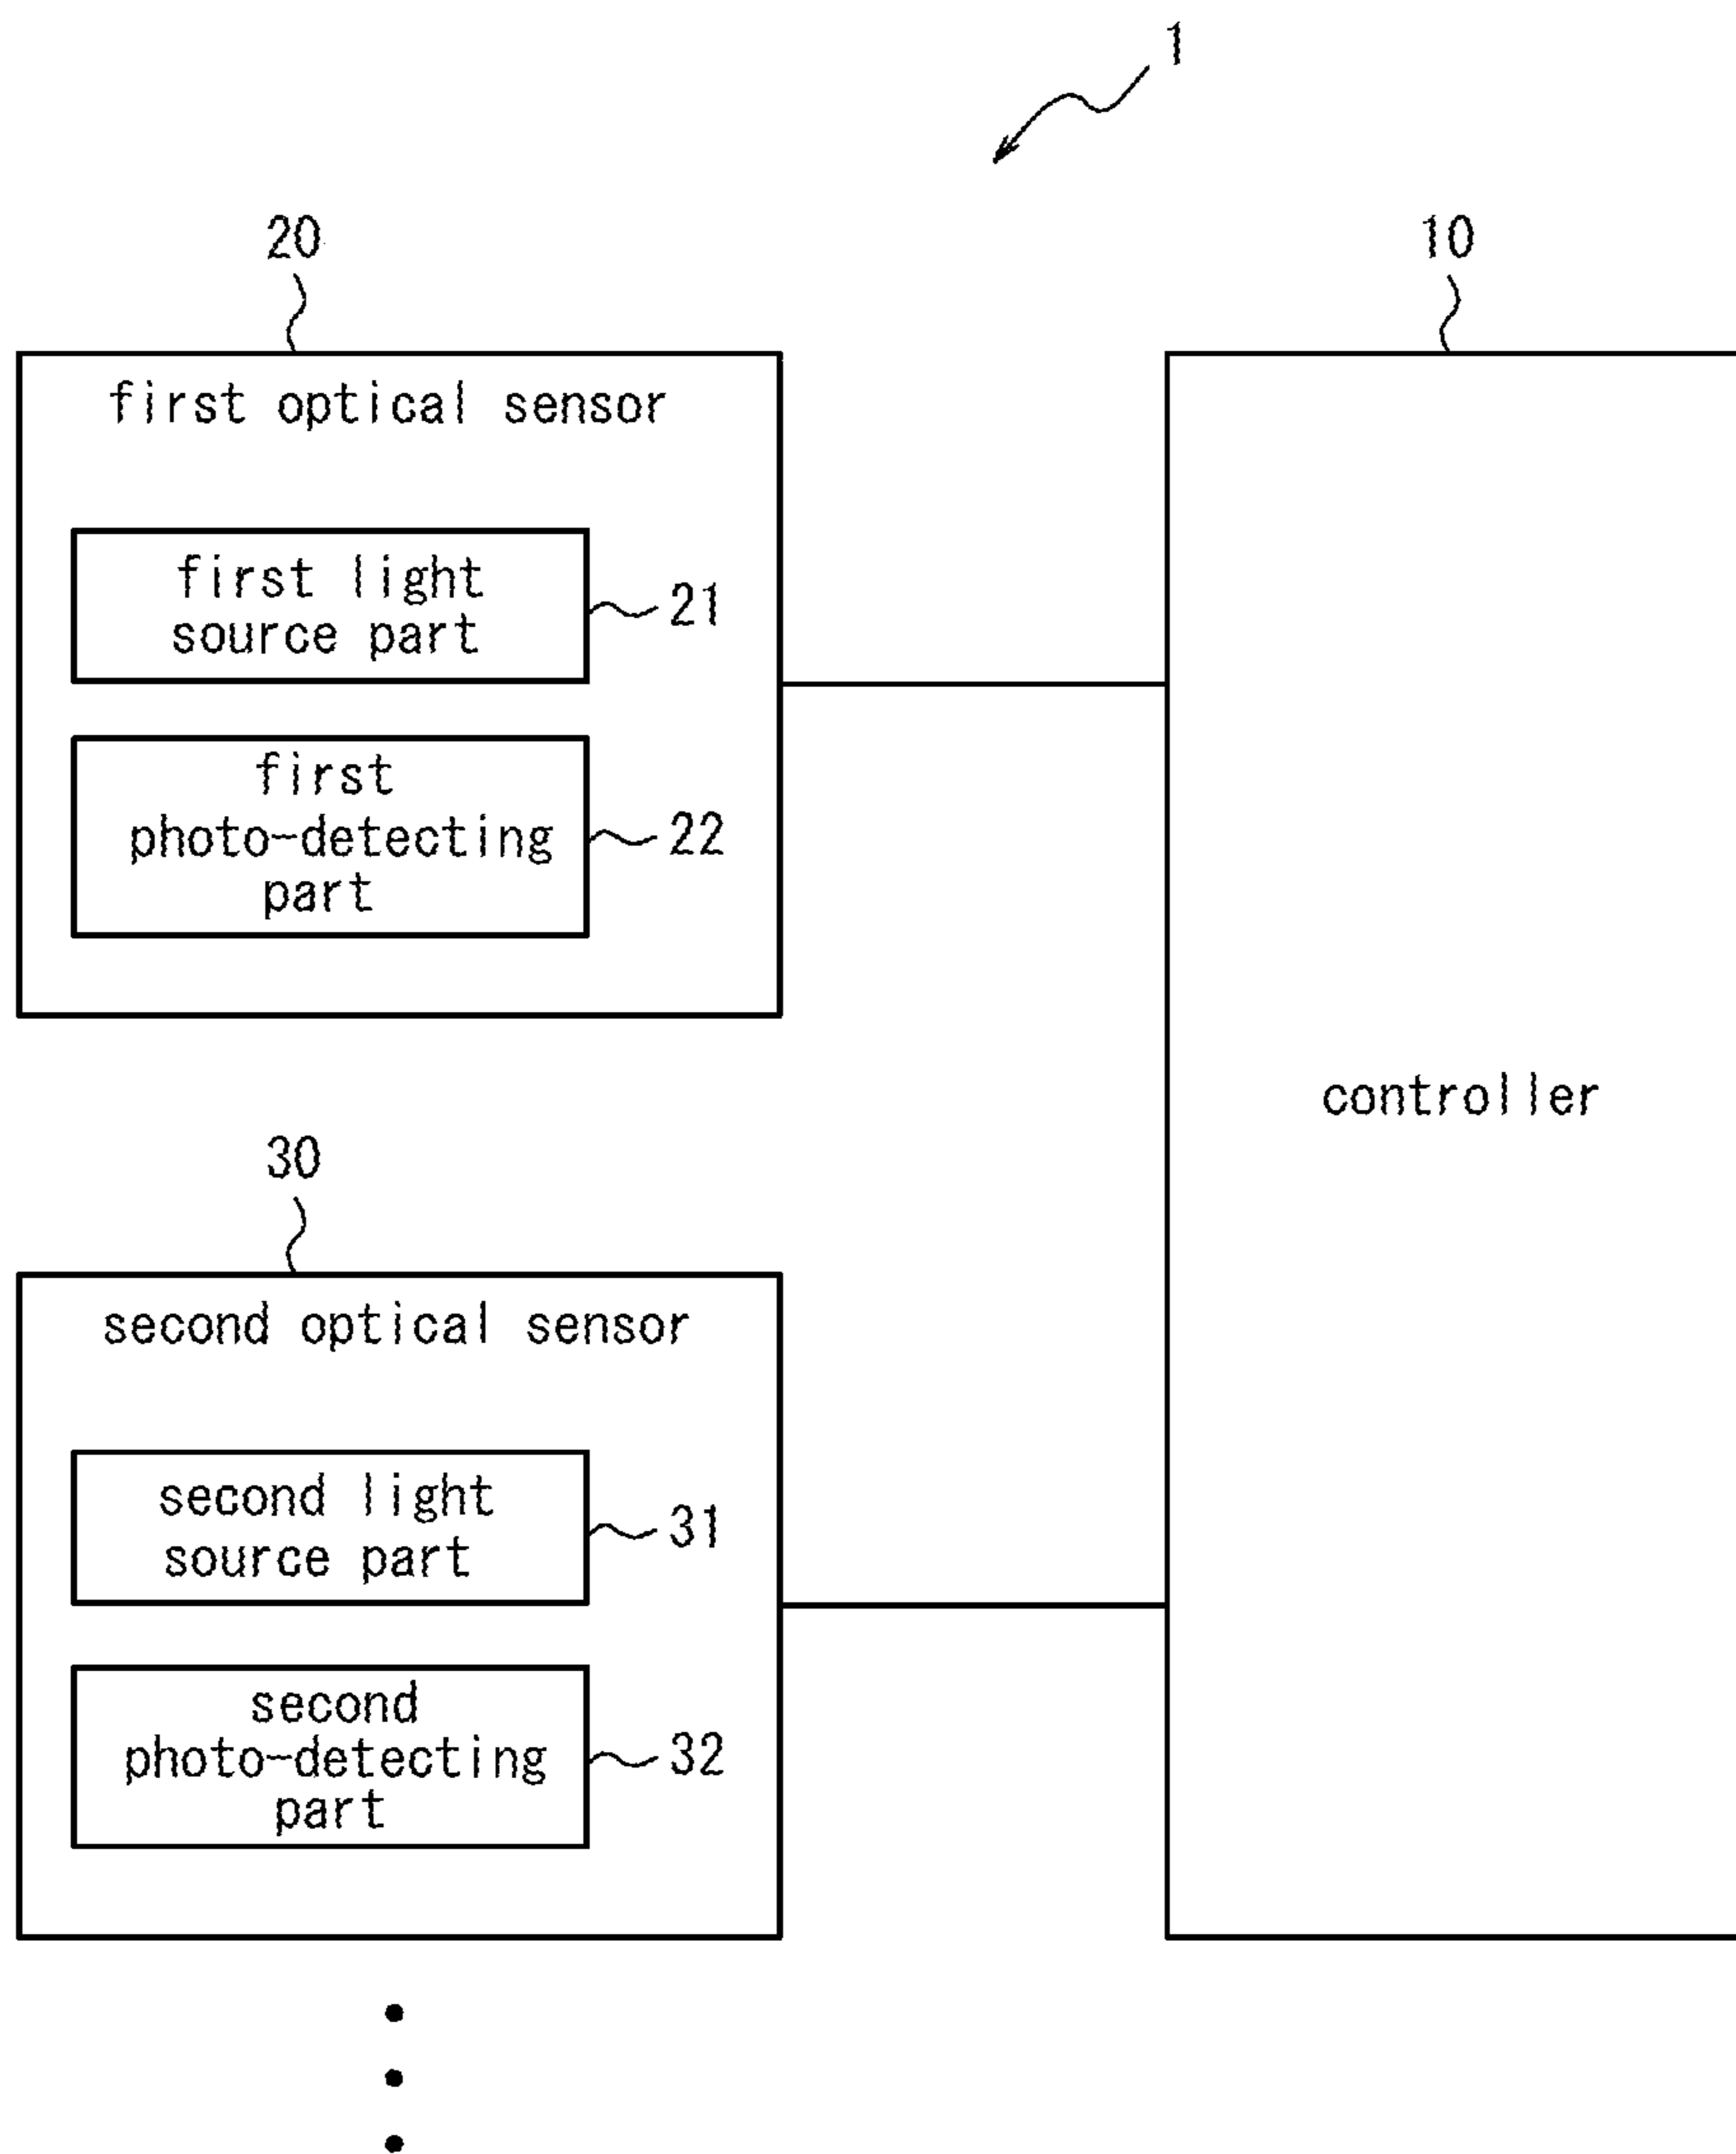 1
20
10
first optical sensor
first light
source part
21
first
photo-detecting
part
22
controller
30
second optical sensor
second light
source part
31
second
photo-detecting
part
32